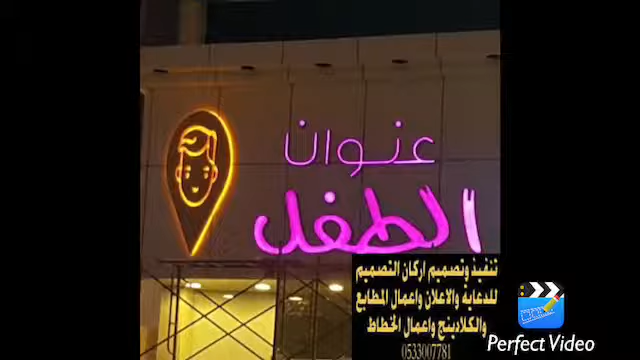 عنوان
الطفل
تنفيذ وتصميم اركان التصميم
للدعاية والاعلان واعمال المطابع
والكلادينج واعمال الخطاط
0533007781
Perfect Video